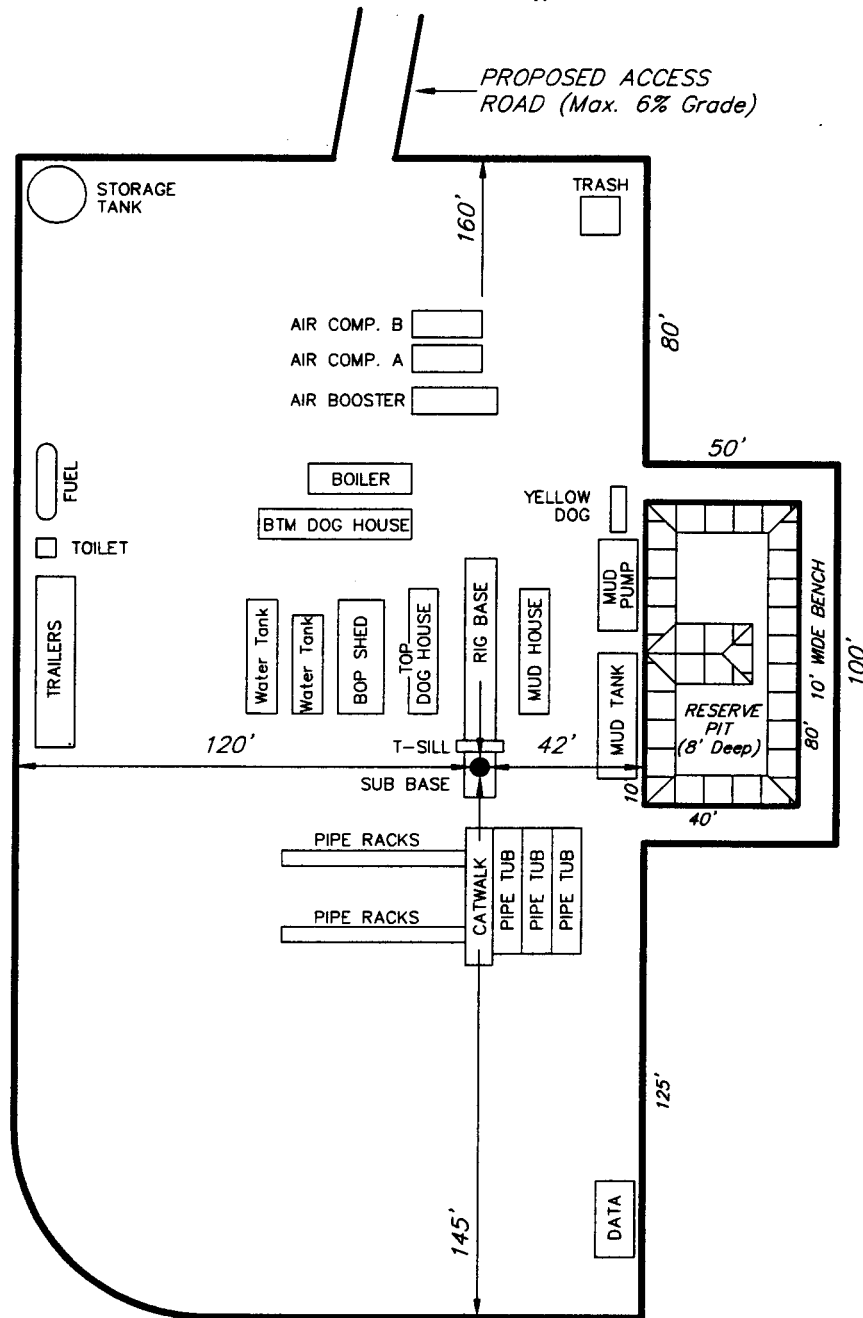 PROPOSED ACCESS
ROAD (Max. 6% Grade)
STORAGE
TANK
TRASH
160'
80'
AIR COMP. B
AIR COMP. A
AIR BOOSTER
50'
FUEL
BOILER
YELLOW
DOG
BTM DOG HOUSE
TOILET
MUD
PUMP
TRAILERS
Water Tank
Water Tank
BOP SHED
TOP
DOG HOUSE
RIG BASE
MUD HOUSE
MUD TANK
10' WIDE BENCH
100'
RESERVE
PIT
(8' Deep)
80'
T-SILL
120'
42'
SUB BASE
10'
40'
PIPE RACKS
CATWALK
PIPE TUB
PIPE TUB
PIPE TUB
PIPE RACKS
125'
145'
DATA